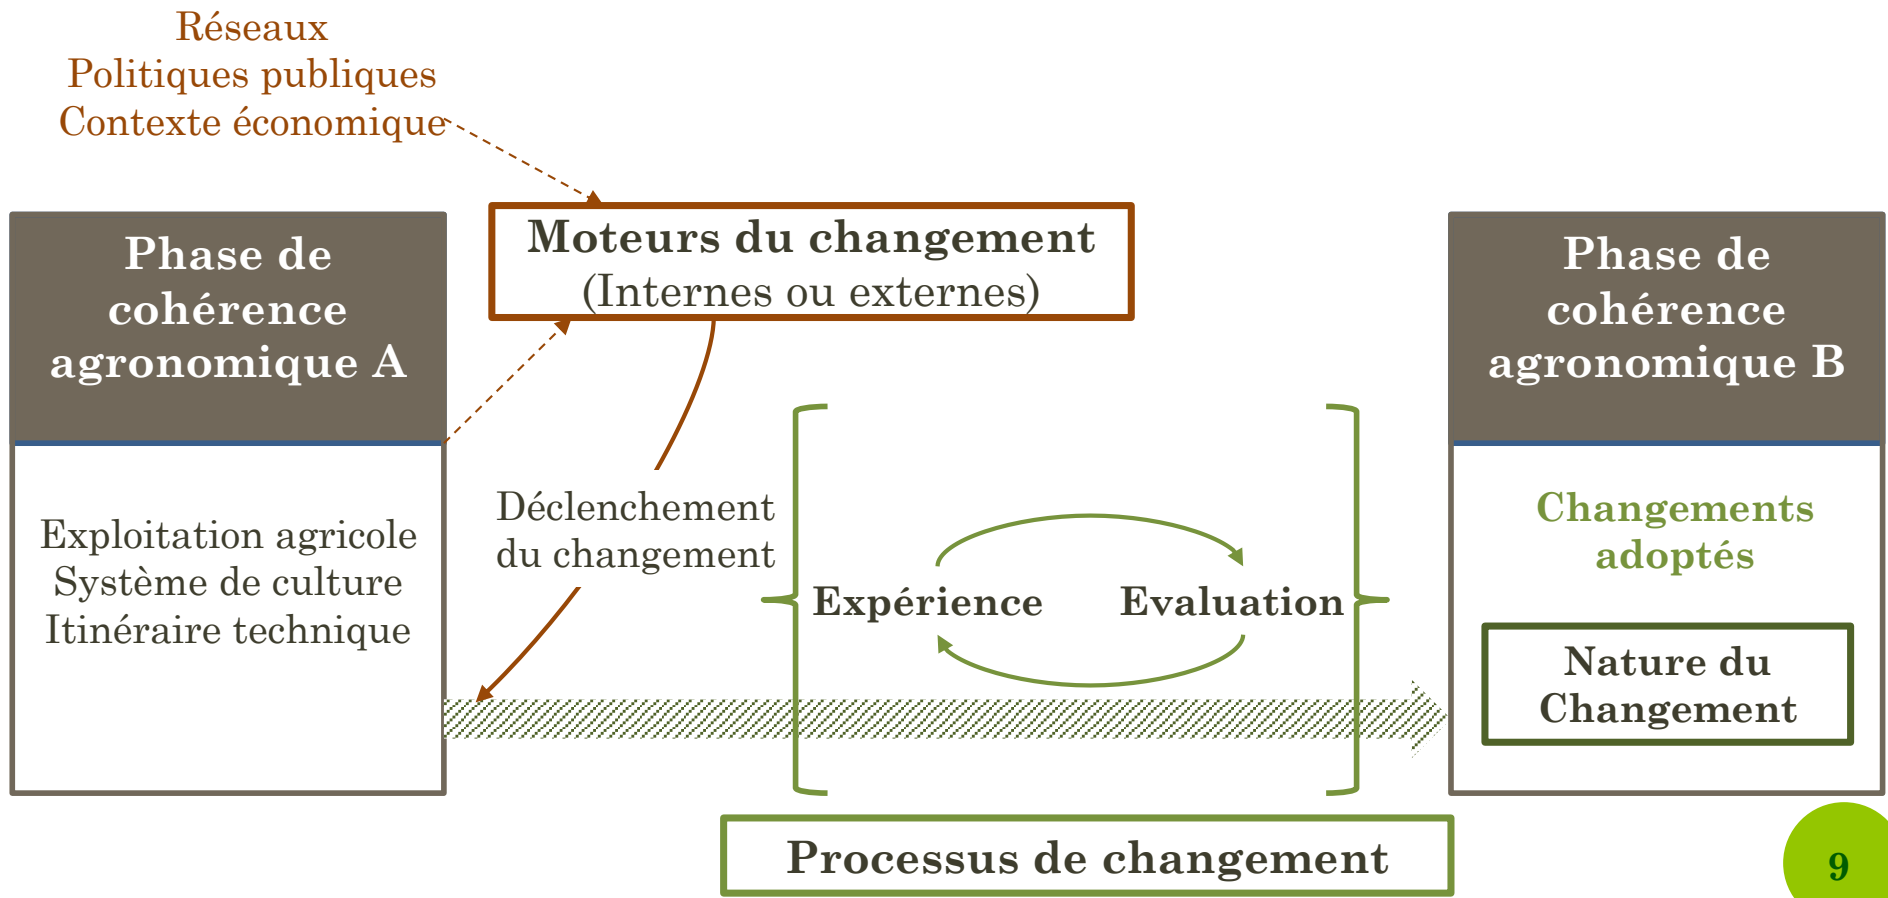 Réseaux
Politiques publiques
Contexte économique
Phase de
cohérence
agronomique A
Exploitation agricole
Système de culture
Itinéraire technique
Moteurs du changement
(Internes ou externes)
Déclenchement
du changement
Expérience
Evaluation
Processus de changement
Phase de
cohérence
agronomique B
Changements
adoptés
Nature du
Changement
9